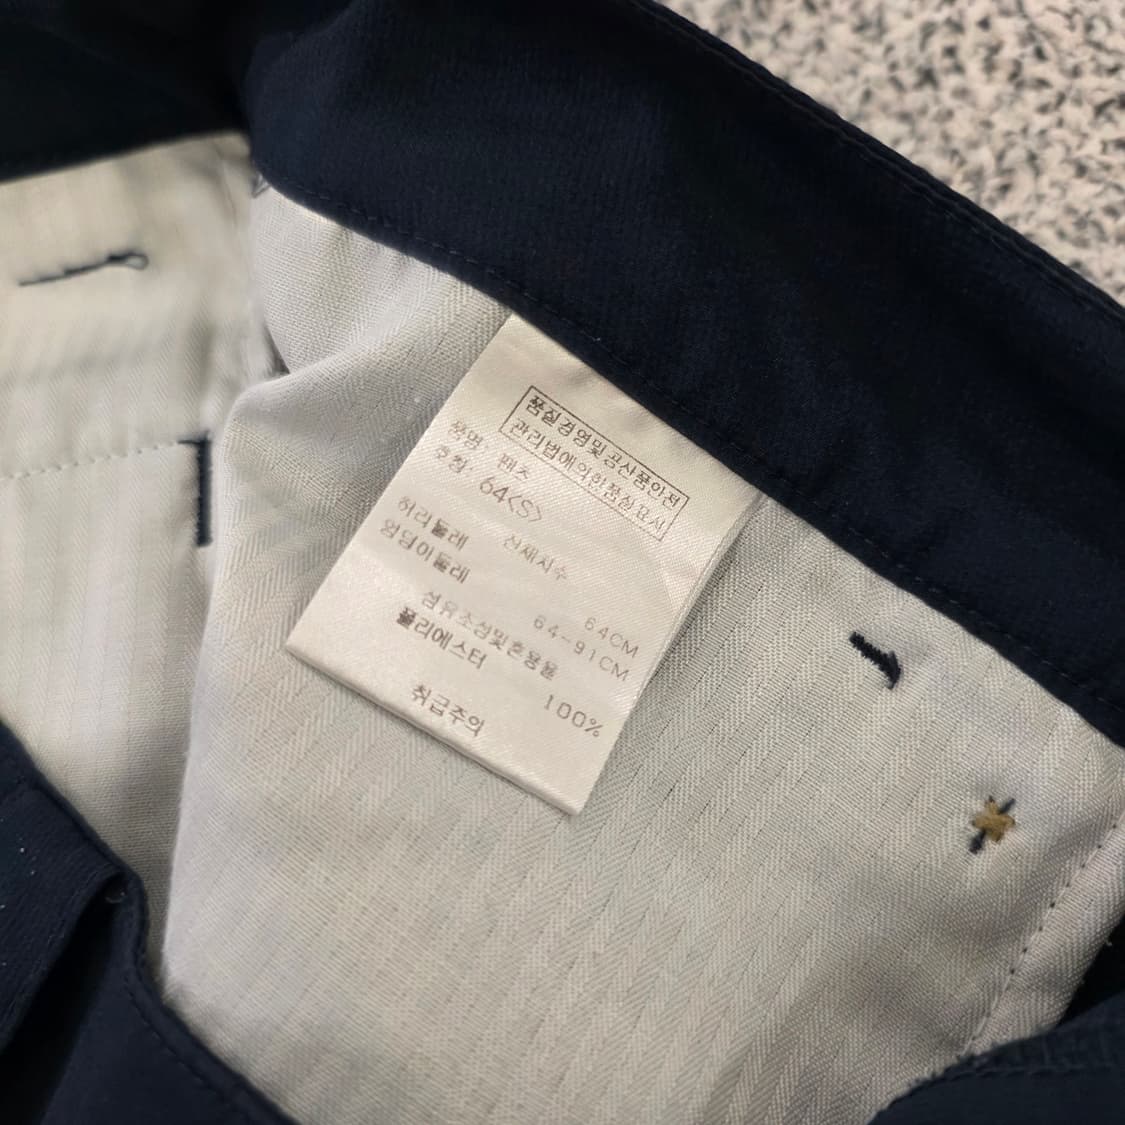 품실경영및공산품안전
관리법에의한품실표시
품명: 팬츠
호칭: 64<S>
신체치수
허리둘레 64CM
엉덩이둘레 64-91CM
섬유조성및혼용율
폴리에스터 100%
취급주의